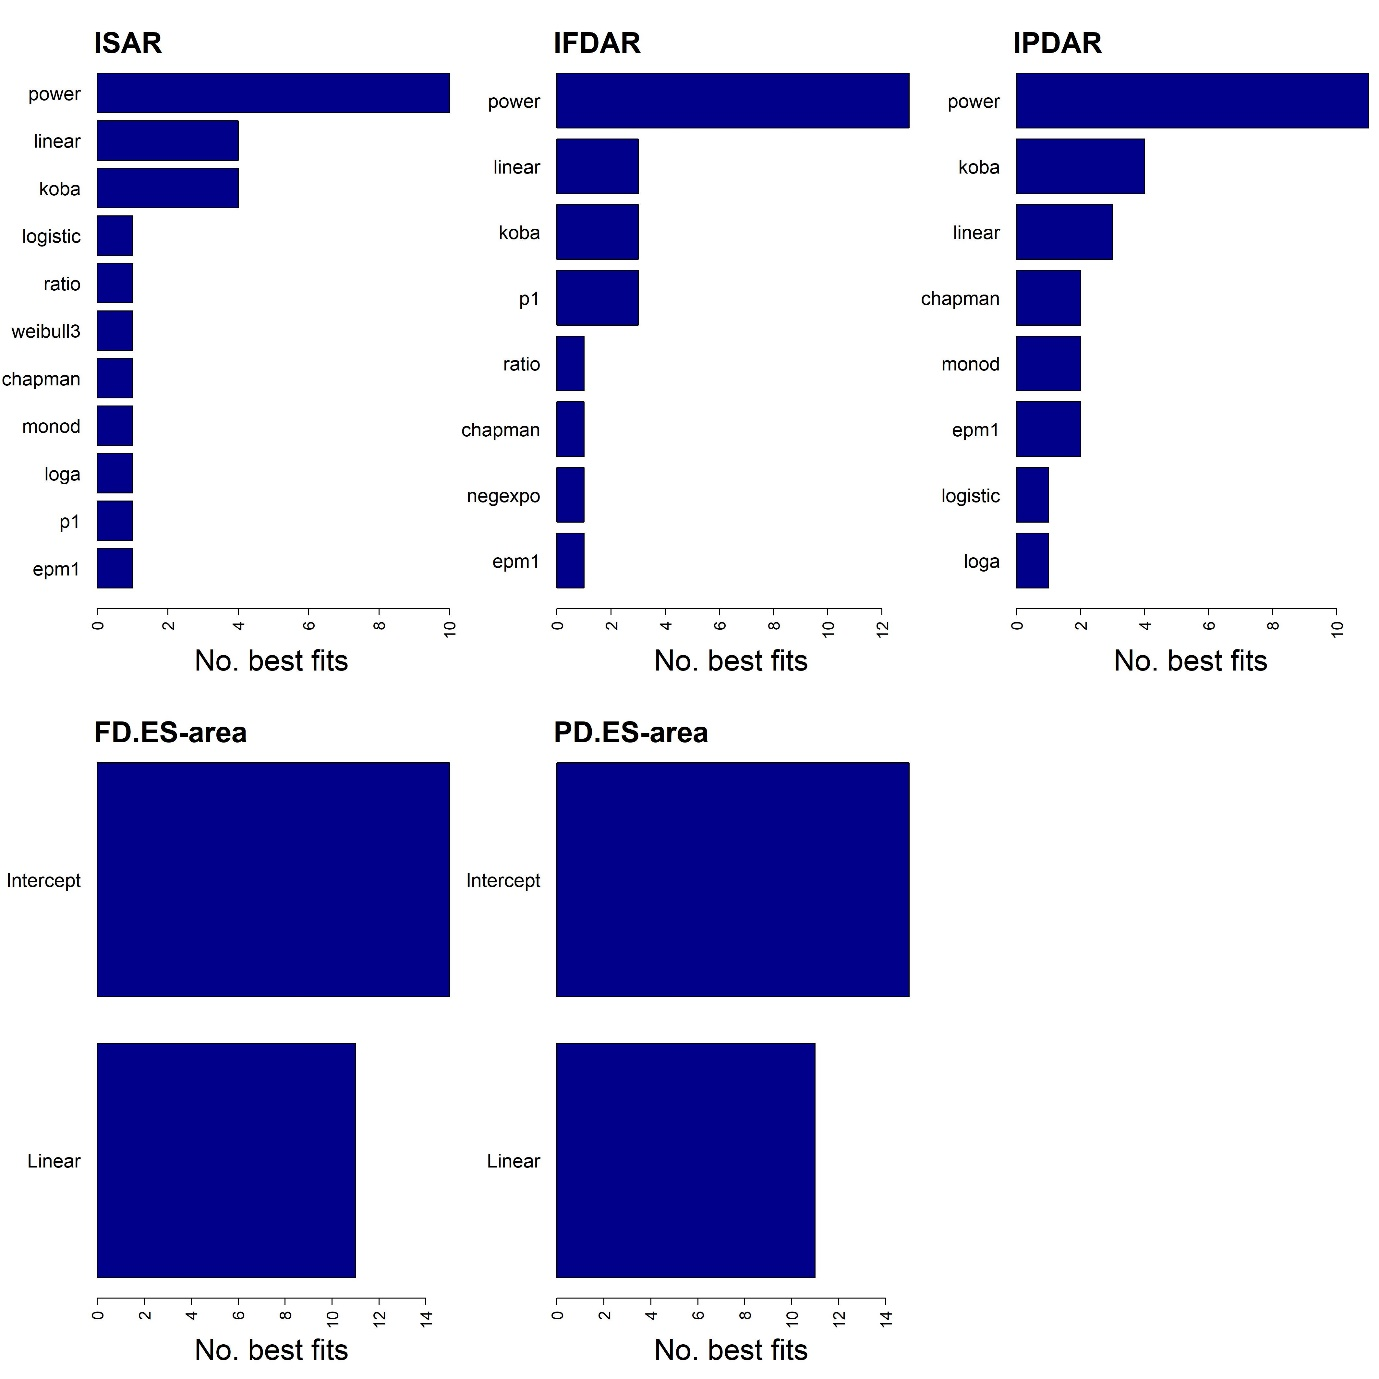 ISAR
power
linear
koba
logistic
ratio
weibull3
chapman
monod
loga
p1
epm1
0 2 4 6 8 10
No. best fits
IFDAR
power
linear
koba
p1
ratio
chapman
negexpo
epm1
0 2 4 6 8 10 12
No. best fits
IPDAR
power
koba
linear
chapman
monod
epm1
logistic
loga
0 2 4 6 8 10
No. best fits
FD.ES-area
Intercept
Linear
0 2 4 6 8 10 12 14
No. best fits
PD.ES-area
Intercept
Linear
0 2 4 6 8 10 12 14
No. best fits